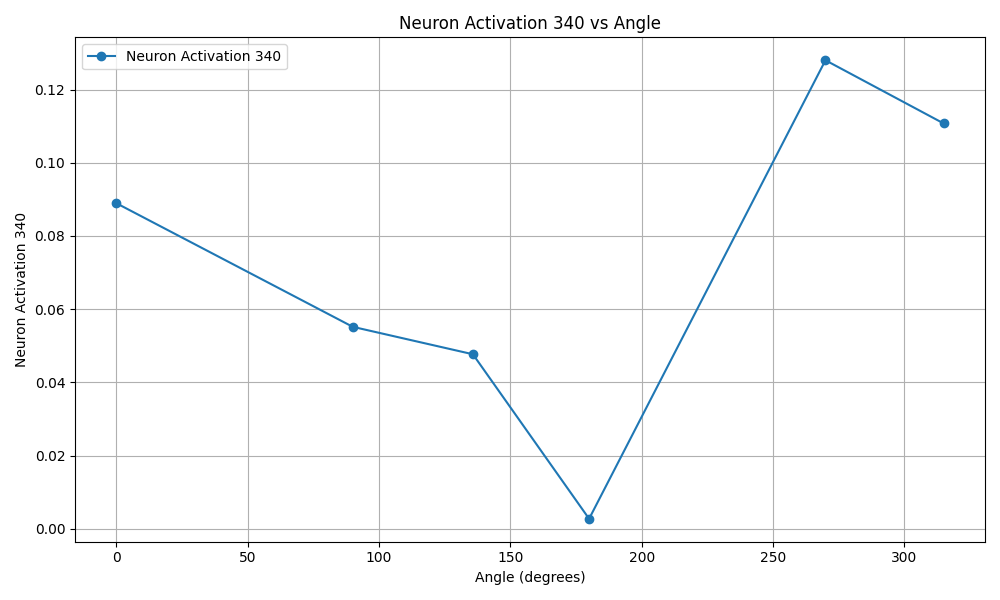 Neuron Activation 340 vs Angle
Neuron Activation 340
0.12
0.10
0.08
0.06
0.04
0.02
0.00
Neuron Activation 340
0 50 100 150 200 250 300
Angle (degrees)